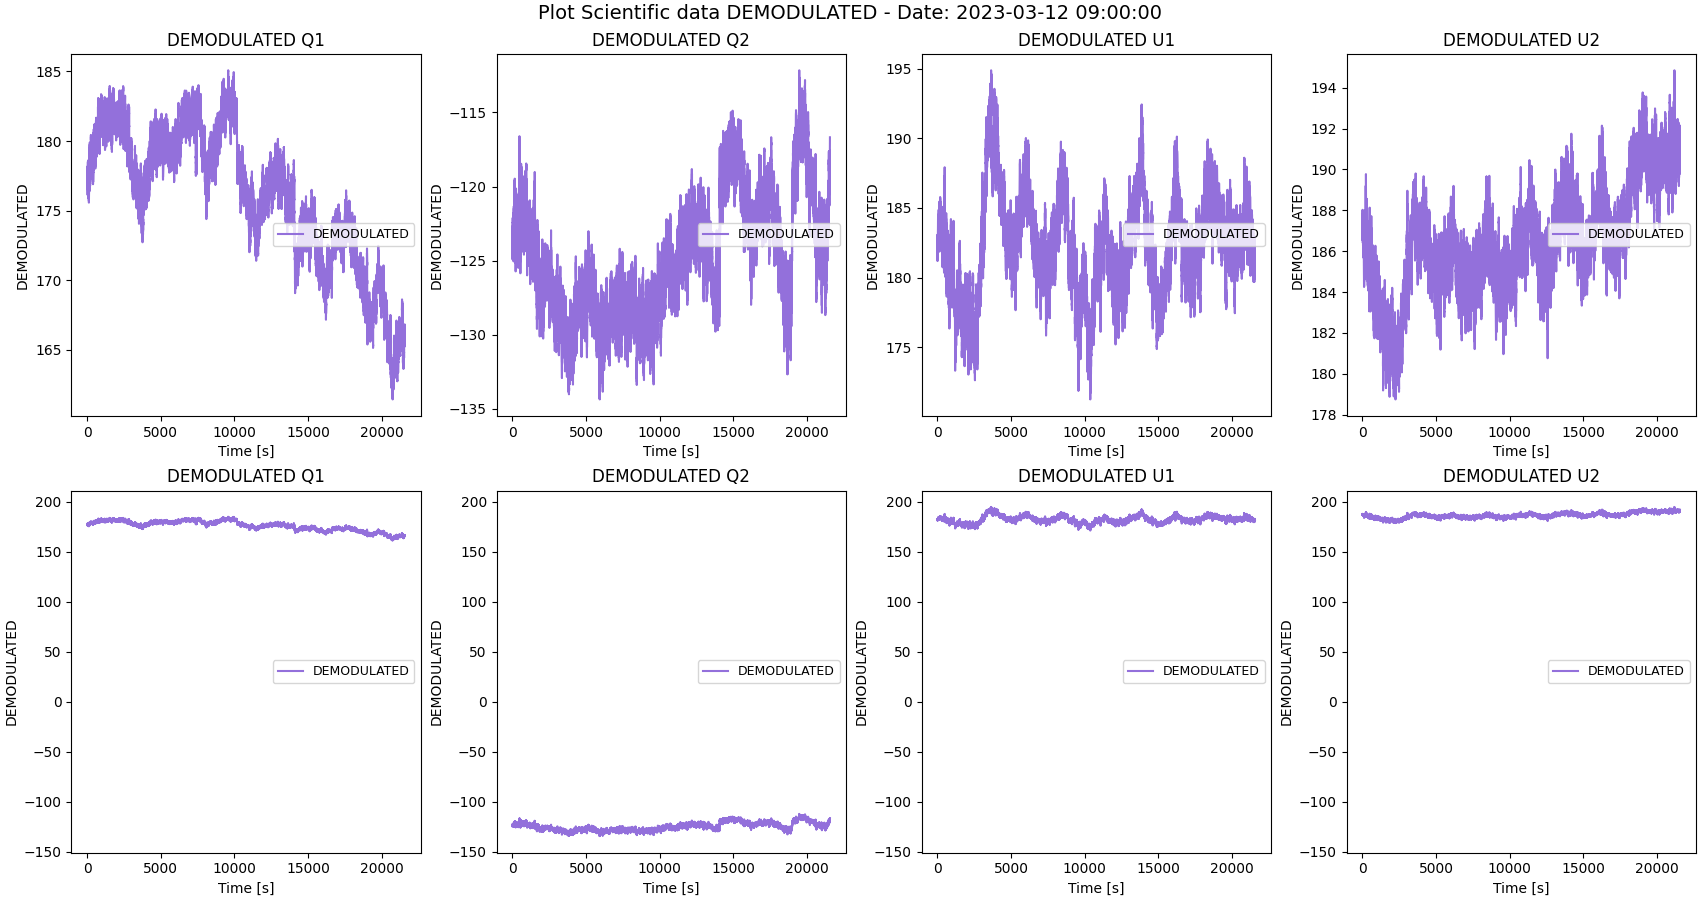 Plot Scientific data DEMODULATED - Date: 2023-03-12 09:00:00
DEMODULATED Q1
DEMODULATED
185
180
175
170
165
DEMODULATED
0 5000 10000 15000 20000
Time [s]
DEMODULATED Q2
DEMODULATED
−115
−120
−125
−130
−135
DEMODULATED
0 5000 10000 15000 20000
Time [s]
DEMODULATED U1
DEMODULATED
195
190
185
180
175
DEMODULATED
0 5000 10000 15000 20000
Time [s]
DEMODULATED U2
DEMODULATED
194
192
190
188
186
184
182
180
178
DEMODULATED
0 5000 10000 15000 20000
Time [s]
DEMODULATED Q1
DEMODULATED
200
150
100
50
0
−50
−100
−150
DEMODULATED
0 5000 10000 15000 20000
Time [s]
DEMODULATED Q2
DEMODULATED
200
150
100
50
0
−50
−100
−150
DEMODULATED
0 5000 10000 15000 20000
Time [s]
DEMODULATED U1
DEMODULATED
200
150
100
50
0
−50
−100
−150
DEMODULATED
0 5000 10000 15000 20000
Time [s]
DEMODULATED U2
DEMODULATED
200
150
100
50
0
−50
−100
−150
DEMODULATED
0 5000 10000 15000 20000
Time [s]